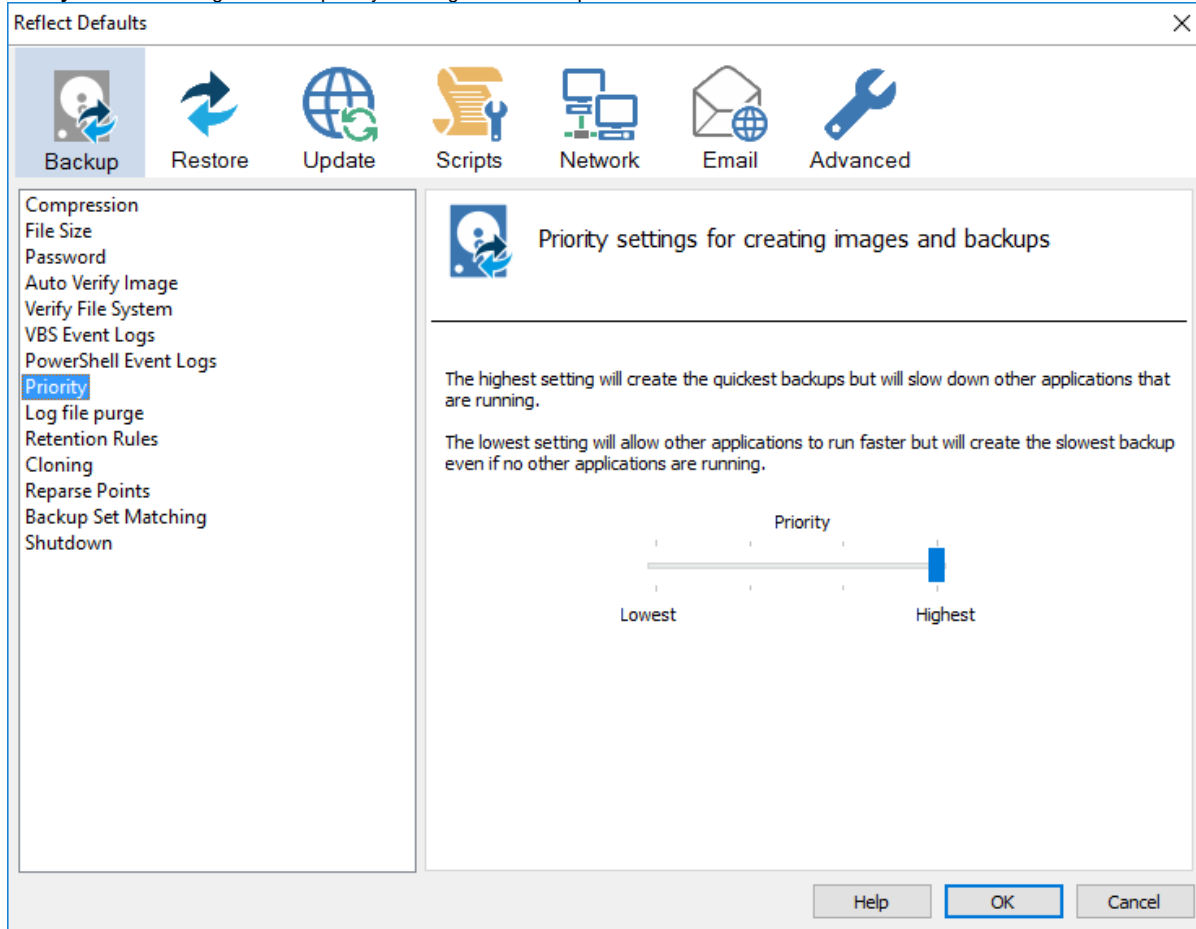 Reflect Defaults
Backup
Restore
Update
Scripts
Network
Email
Advanced
Compression
File Size
Password
Auto Verify Image
Verify File System
VBS Event Logs
PowerShell Event Logs
Priority
Log file purge
Retention Rules
Cloning
Reparse Points
Backup Set Matching
Shutdown
Priority settings for creating images and backups
The highest setting will create the quickest backups but will slow down other applications that
are running.
The lowest setting will allow other applications to run faster but will create the slowest backup
even if no other applications are running.
Priority
Lowest
Highest
Help
OK
Cancel